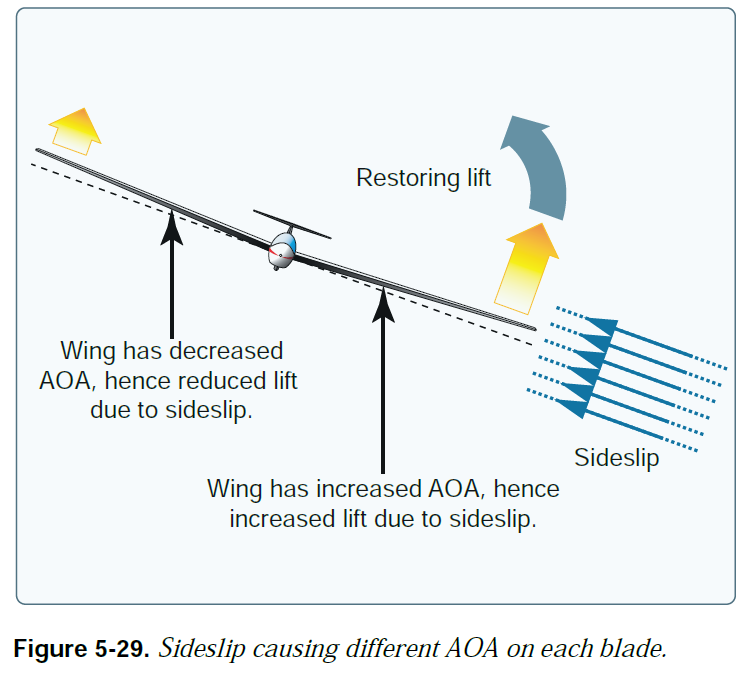 Restoring lift
Wing has decreased
AOA, hence reduced lift
due to sideslip.
Sideslip
Wing has increased AOA, hence
increased lift due to sideslip.
Figure 5-29. Sideslip causing different AOA on each blade.